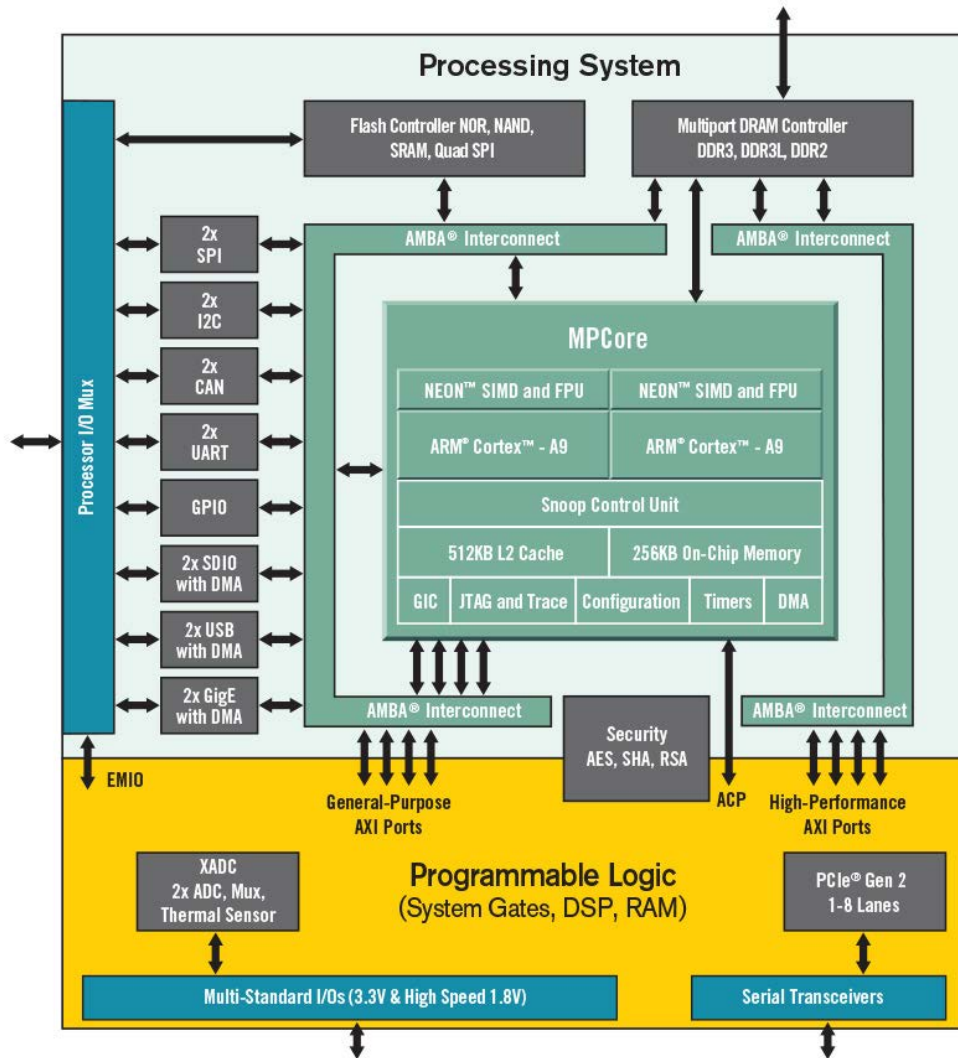 Processing System
Flash Controller NOR, NAND,
SRAM, Quad SPI
Multiport DRAM Controller
DDR3, DDR3L, DDR2
AMBA® Interconnect
AMBA® Interconnect
Processor I/O Mux
2x
SPI
2x
I2C
2x
CAN
2x
UART
GPIO
2x SDIO
with DMA
2x USB
with DMA
2x GigE
with DMA
MPCore
NEON™ SIMD and FPU
NEON™ SIMD and FPU
ARM® Cortex™ - A9
ARM® Cortex™ - A9
Snoop Control Unit
512KB L2 Cache
256KB On-Chip Memory
GIC
JTAG and Trace
Configuration
Timers
DMA
AMBA® Interconnect
AMBA® Interconnect
Security
AES, SHA, RSA
EMIO
General-Purpose
AXI Ports
ACP
High-Performance
AXI Ports
XADC
2x ADC, Mux,
Thermal Sensor
Programmable Logic
(System Gates, DSP, RAM)
PCIe® Gen 2
1-8 Lanes
Multi-Standard I/Os (3.3V & High Speed 1.8V)
Serial Transceivers